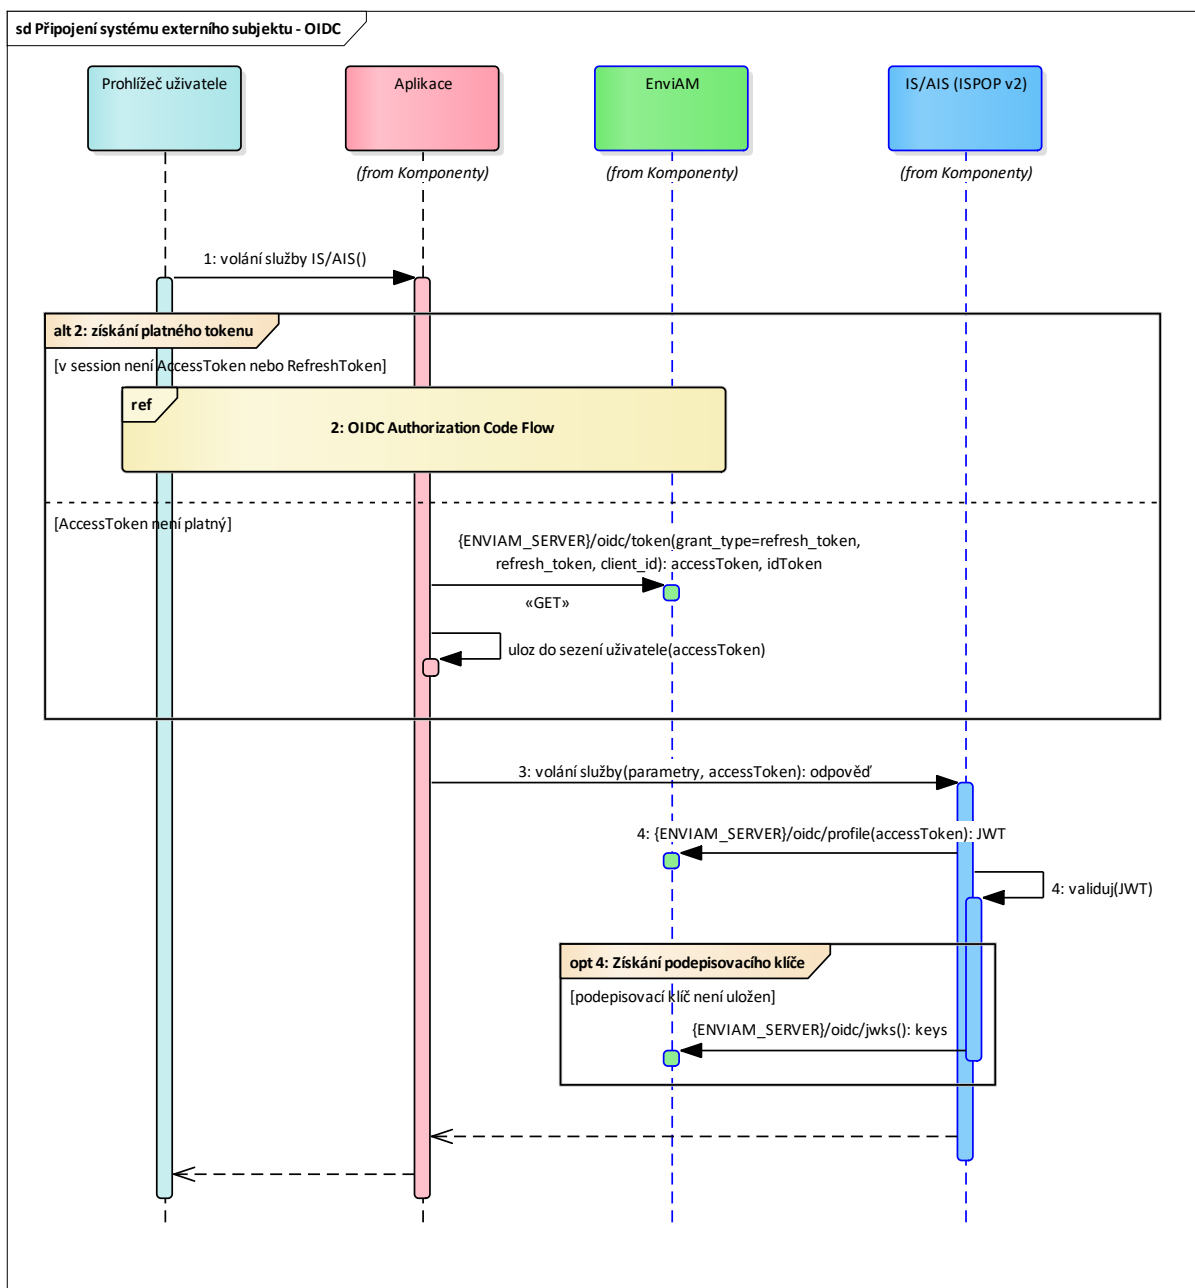 sd Připojení systému externího subjektu - OIDC
Prohlížeč uživatele
Aplikace
EnviAM
IS/AIS (ISPOP v2)
(from Komponenty)
(from Komponenty)
(from Komponenty)
1: volání služby IS/AIS()
alt 2: získání platného tokenu
[v session není AccessToken nebo RefreshToken]
ref
2: OIDC Authorization Code Flow
[AccessToken není platný]
{ENVIAM_SERVER}/oidc/token(grant_type=refresh_token,
refresh_token, client_id): accessToken, idToken
«GET»
uloz do sezení uživatele(accessToken)
3: volání služby(parametry, accessToken): odpověď
4: {ENVIAM_SERVER}/oidc/profile(accessToken): JWT
4: validuj(JWT)
opt 4: Získání podepisovacího klíče
[podepisovací klíč není uložen]
{ENVIAM_SERVER}/oidc/jwks(): keys